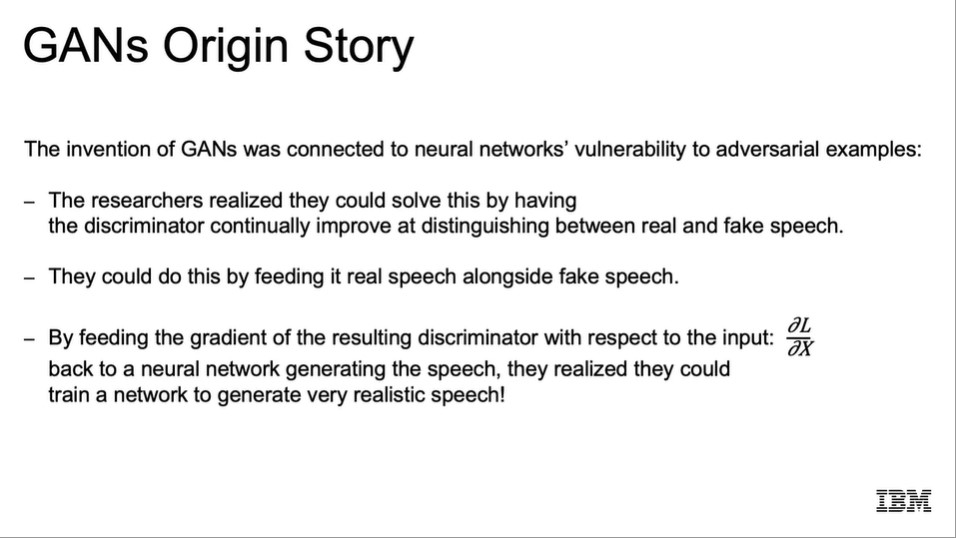 GANs Origin Story
The invention of GANs was connected to neural networks’ vulnerability to adversarial examples:
– The researchers realized they could solve this by having
the discriminator continually improve at distinguishing between real and fake speech.
– They could do this by feeding it real speech alongside fake speech.
– By feeding the gradient of the resulting discriminator with respect to the input: ∂L/∂X
back to a neural network generating the speech, they realized they could
train a network to generate very realistic speech!
IBM